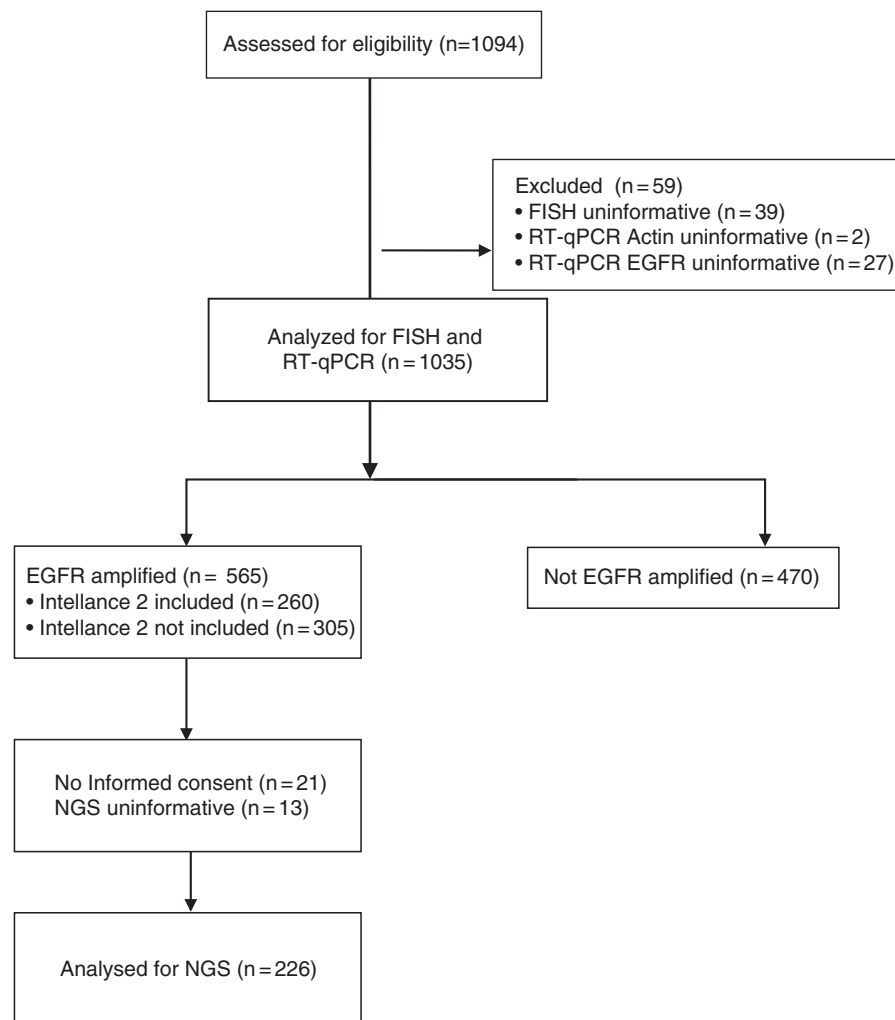 Assessed for eligibility (n=1094)
Excluded (n=59)
• FISH uninformative (n=39)
• RT-qPCR Actin uninformative (n=2)
• RT-qPCR EGFR uninformative (n=27)
Analyzed for FISH and
RT-qPCR (n=1035)
EGFR amplified (n= 565)
• Intellance 2 included (n=260)
• Intellance 2 not included (n=305)
Not EGFR amplified (n=470)
No Informed consent (n=21)
NGS uninformative (n=13)
Analysed for NGS (n=226)